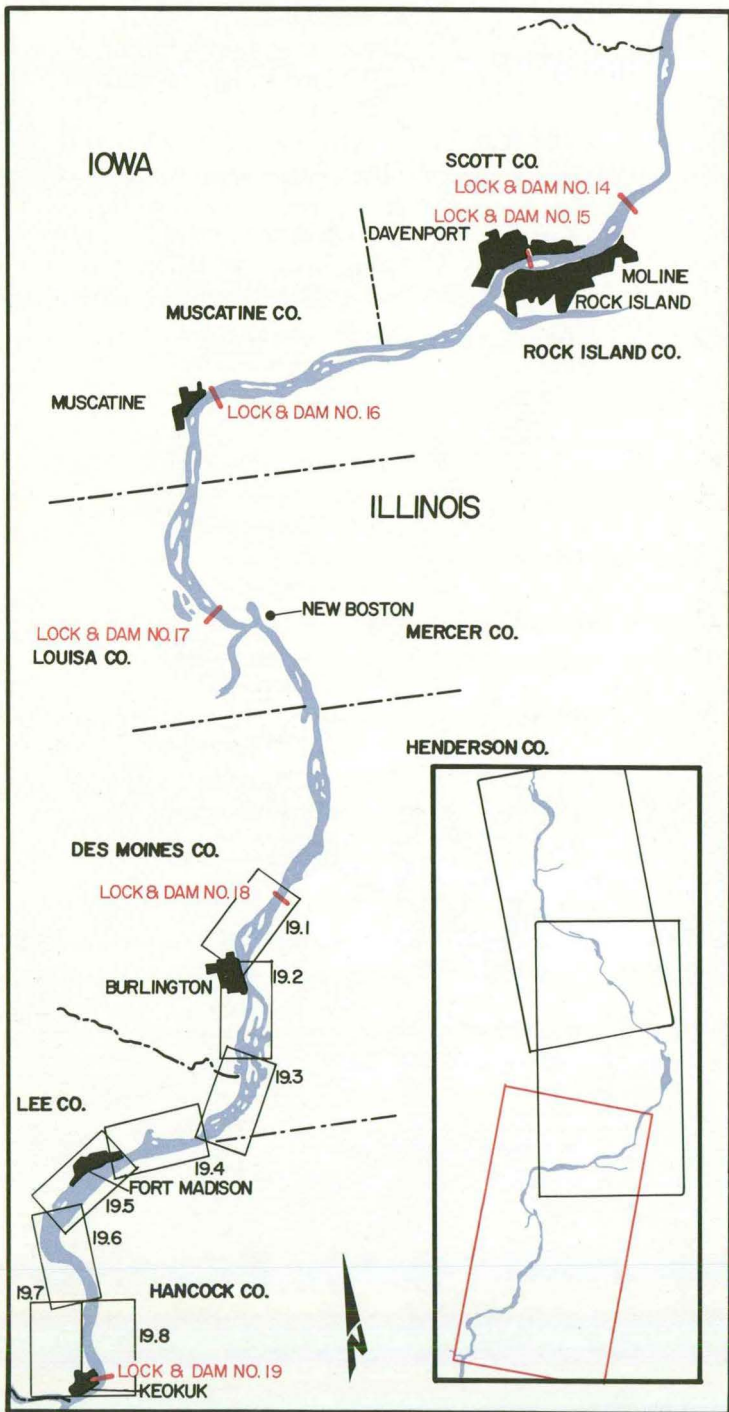 IOWA
SCOTT CO.
LOCK & DAM NO. 14
LOCK & DAM NO. 15
DAVENPORT
MOLINE
ROCK ISLAND
MUSCATINE CO.
ROCK ISLAND CO.
MUSCATINE
LOCK & DAM NO. 16
ILLINOIS
NEW BOSTON
LOCK & DAM NO. 17
MERCER CO.
LOUISA CO.
HENDERSON CO.
DES MOINES CO.
LOCK & DAM NO. 18
19.1
19.2
BURLINGTON
19.3
LEE CO.
19.4
FORT MADISON
19.5
19.6
19.7
HANCOCK CO.
19.8
LOCK & DAM NO. 19
KEOKUK